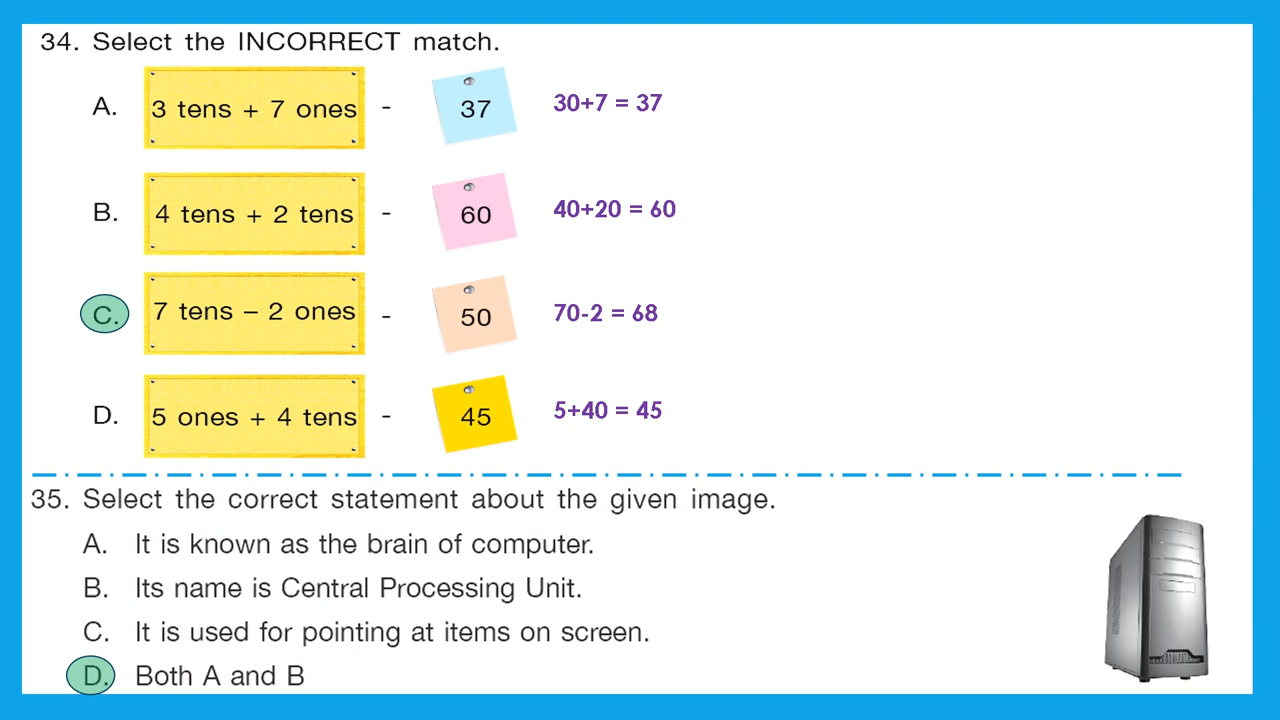 34. Select the INCORRECT match.
A. 3 tens + 7 ones - 37 30+7 = 37
B. 4 tens + 2 tens - 60 40+20 = 60
C. 7 tens – 2 ones - 50 70-2 = 68
D. 5 ones + 4 tens - 45 5+40 = 45
35. Select the correct statement about the given image.
A. It is known as the brain of computer.
B. Its name is Central Processing Unit.
C. It is used for pointing at items on screen.
D. Both A and B